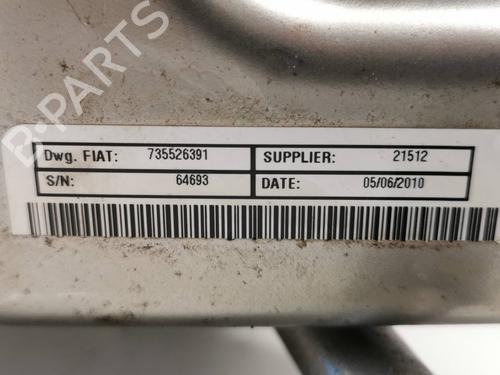 B-PARTS
Dwg. FIAT: 735526391 SUPPLIER: 21512
S/N: 64693 DATE: 05/06/2010